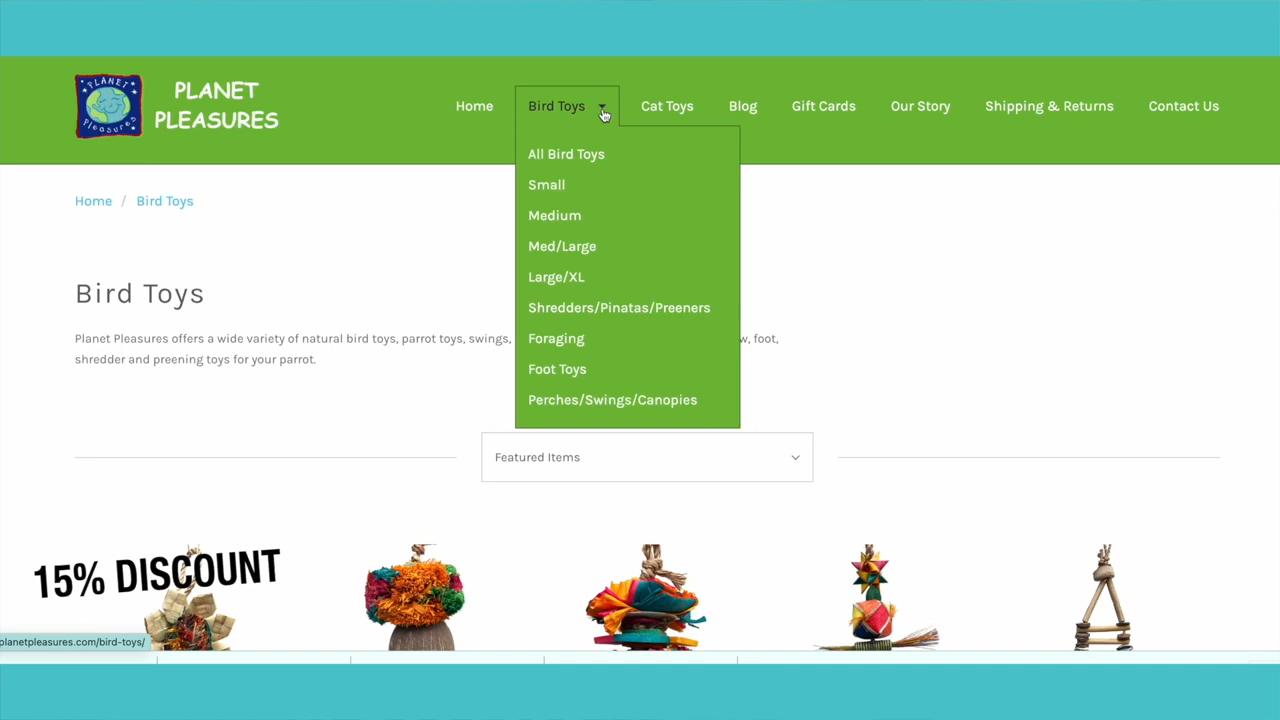 PLANET
Pleasures
PLANET
PLEASURES
Home
Bird Toys
Cat Toys
Blog
Gift Cards
Our Story
Shipping & Returns
Contact Us
All Bird Toys
Small
Medium
Med/Large
Large/XL
Shredders/Pinatas/Preeners
Foraging
Foot Toys
Perches/Swings/Canopies
Home / Bird Toys
Bird Toys
Planet Pleasures offers a wide variety of natural bird toys, parrot toys, swings, foot,
shredder and preening toys for your parrot.
Featured Items
15% DISCOUNT
planetpleasures.com/bird-toys/